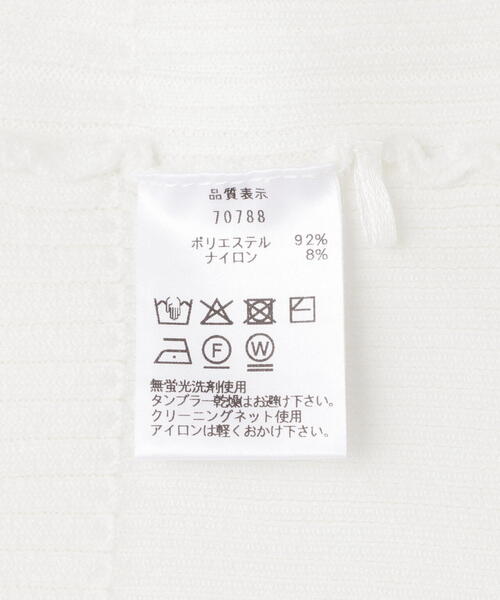 品質表示
70788
ポリエステル 92%
ナイロン 8%
F W
無蛍光洗剤使用
タンブラー乾燥はお避け下さい。
クリーニングネット使用
アイロンは軽くおかけ下さい。